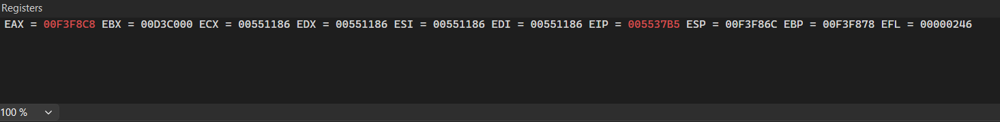 Registers
EAX = 00F3F8C8 EBX = 00D3C000 ECX = 00551186 EDX = 00551186 ESI = 00551186 EDI = 00551186 EIP = 005537B5 ESP = 00F3F86C EBP = 00F3F878 EFL = 00000246
100 %